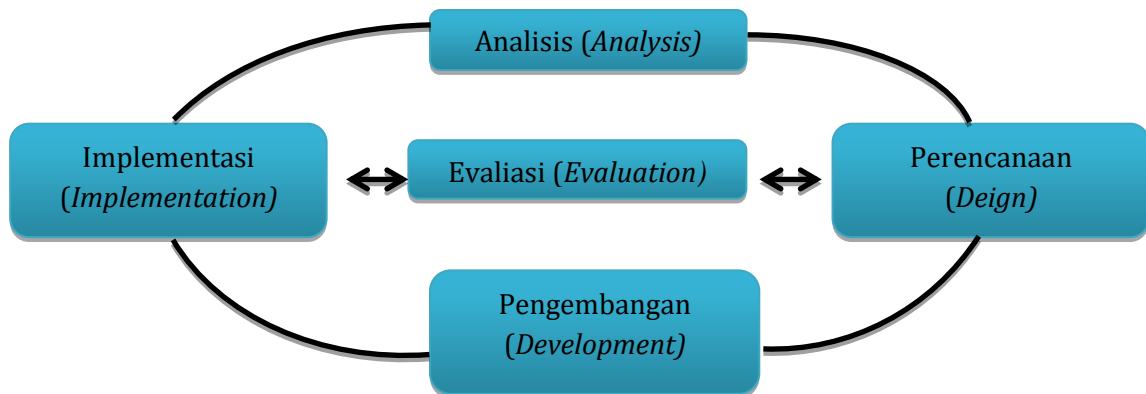 Analisis (Analysis)
Implementasi
(Implementation)
Evaliasi (Evaluation)
Perencanaan
(Deign)
Pengembangan
(Development)